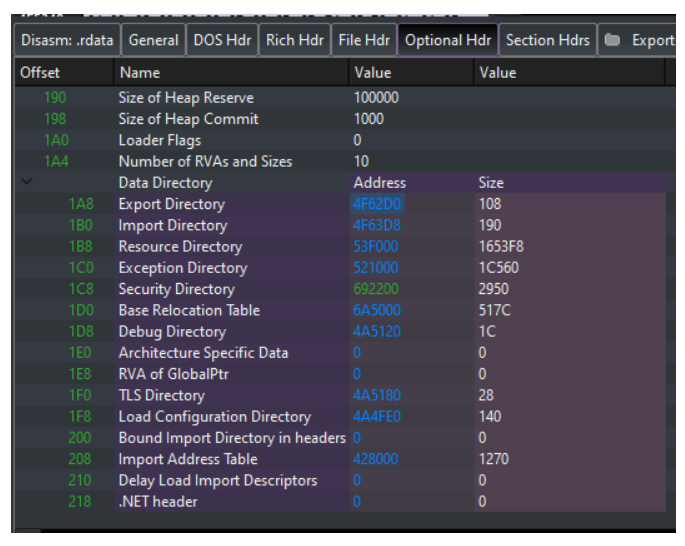 Disasm: .rdata General DOS Hdr Rich Hdr File Hdr Optional Hdr Section Hdrs Export
Offset Name Value Value
190 Size of Heap Reserve 100000
198 Size of Heap Commit 1000
1A0 Loader Flags 0
1A4 Number of RVAs and Sizes 10
Data Directory Address Size
1A8 Export Directory 4F62D0 108
1B0 Import Directory 4F63D8 190
1B8 Resource Directory 53F000 1653F8
1C0 Exception Directory 521000 1C560
1C8 Security Directory 692200 2950
1D0 Base Relocation Table 6A5000 517C
1D8 Debug Directory 4A5120 1C
1E0 Architecture Specific Data 0 0
1E8 RVA of GlobalPtr 0 0
1F0 TLS Directory 4A5180 28
1F8 Load Configuration Directory 4A4FE0 140
200 Bound Import Directory in headers 0 0
208 Import Address Table 428000 1270
210 Delay Load Import Descriptors 0 0
218 .NET header 0 0